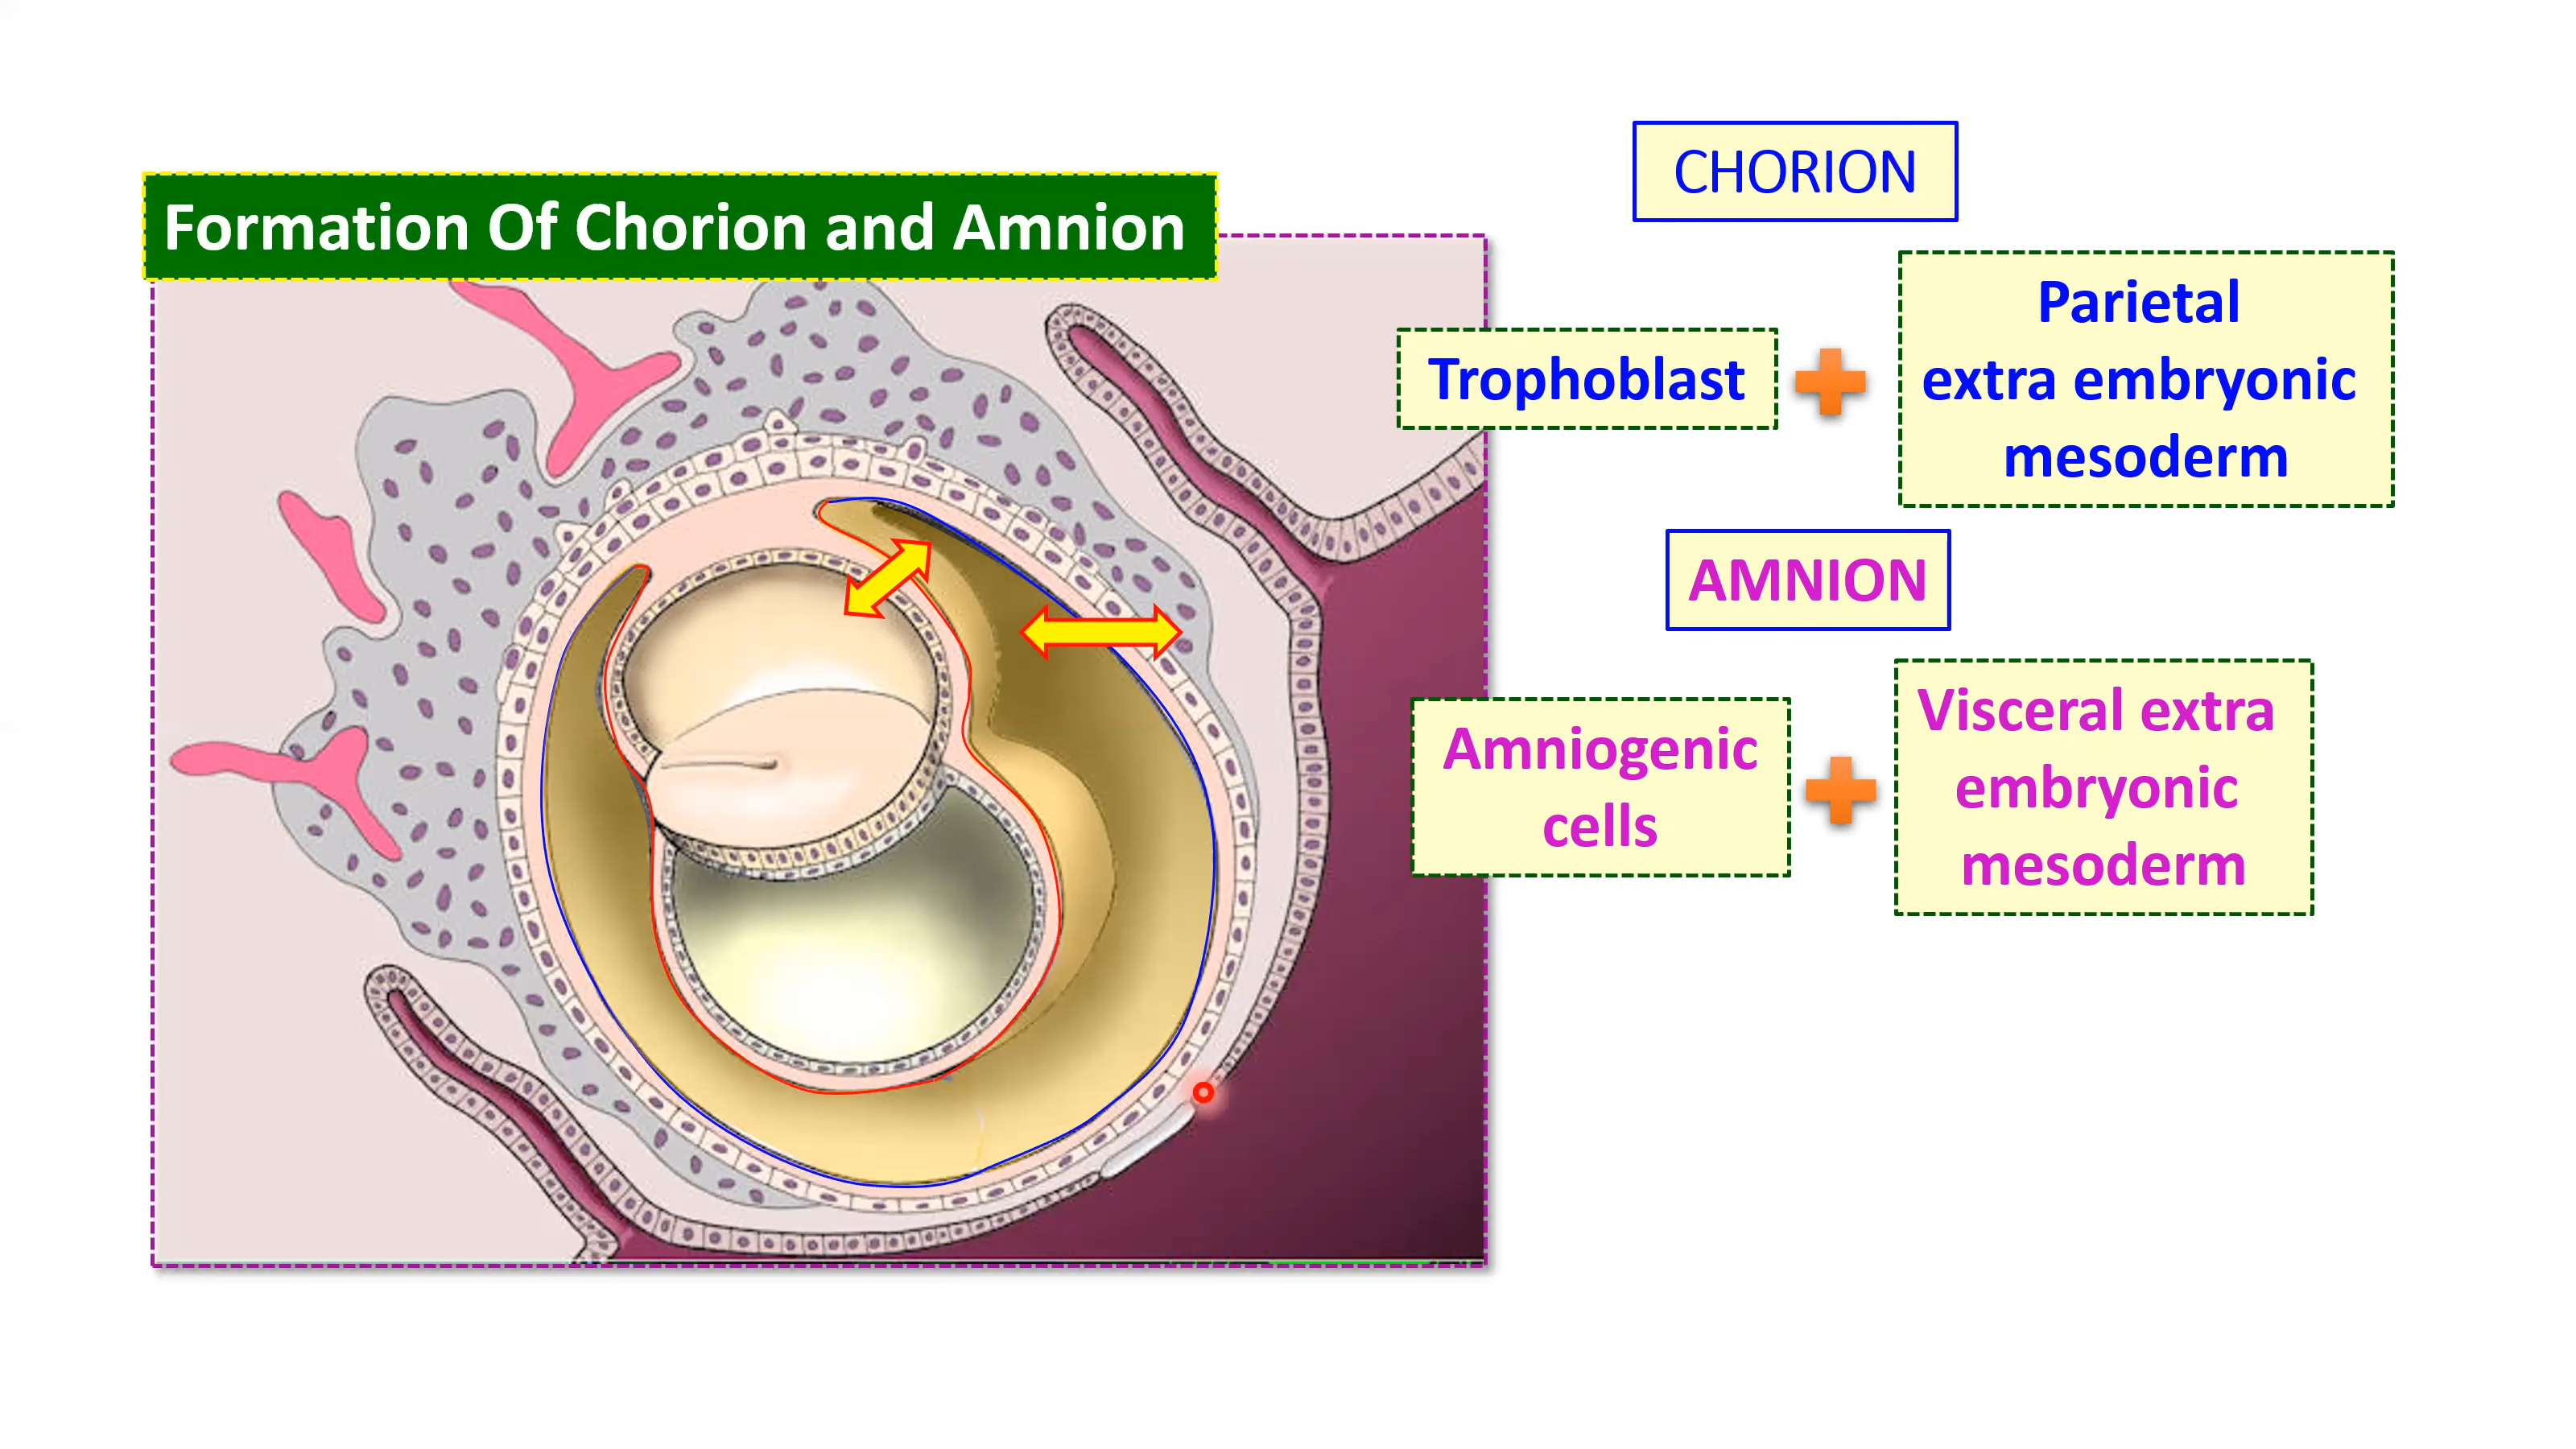 Formation Of Chorion and Amnion
CHORION
Trophoblast
Parietal
extra embryonic
mesoderm
AMNION
Amniogenic
cells
Visceral extra
embryonic
mesoderm